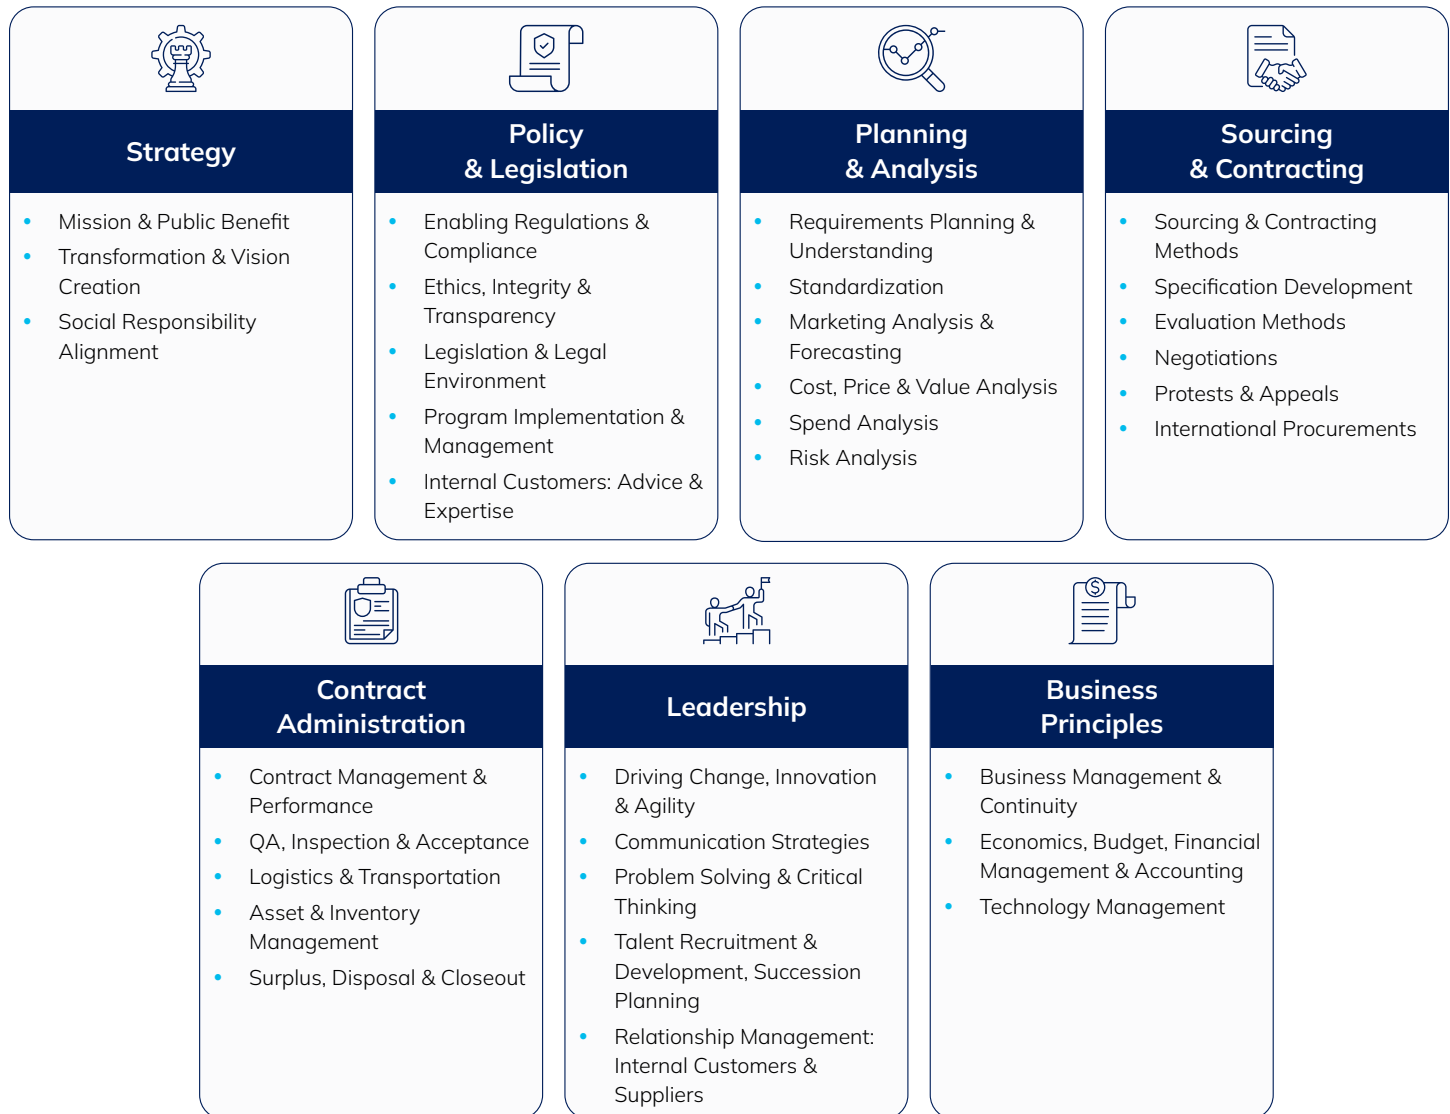 Strategy
• Mission & Public Benefit
• Transformation & Vision
Creation
• Social Responsibility
Alignment
Policy
& Legislation
• Enabling Regulations &
Compliance
• Ethics, Integrity &
Transparency
• Legislation & Legal
Environment
• Program Implementation &
Management
• Internal Customers: Advice &
Expertise
Planning
& Analysis
• Requirements Planning &
Understanding
• Standardization
• Marketing Analysis &
Forecasting
• Cost, Price & Value Analysis
• Spend Analysis
• Risk Analysis
Sourcing
& Contracting
• Sourcing & Contracting
Methods
• Specification Development
• Evaluation Methods
• Negotiations
• Protests & Appeals
• International Procurements
Contract
Administration
• Contract Management &
Performance
• QA, Inspection & Acceptance
• Logistics & Transportation
• Asset & Inventory
Management
• Surplus, Disposal & Closeout
Leadership
• Driving Change, Innovation
& Agility
• Communication Strategies
• Problem Solving & Critical
Thinking
• Talent Recruitment &
Development, Succession
Planning
• Relationship Management:
Internal Customers &
Suppliers
$
Business
Principles
• Business Management &
Continuity
• Economics, Budget, Financial
Management & Accounting
• Technology Management